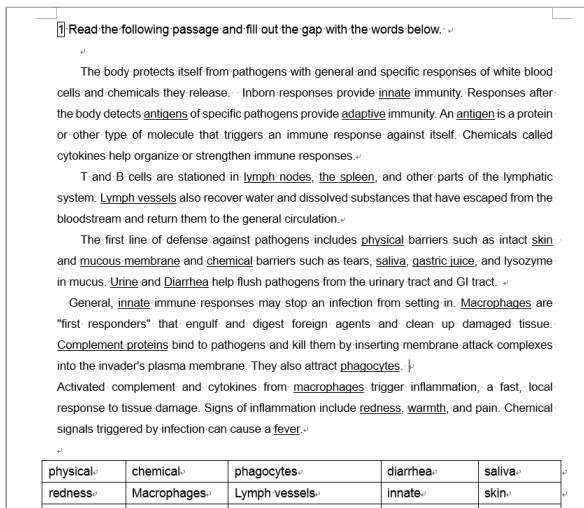 1 Read the following passage and fill out the gap with the words below.
The body protects itself from pathogens with general and specific responses of white blood
cells and chemicals they release. Inborn responses provide innate immunity. Responses after
the body detects antigens of specific pathogens provide adaptive immunity. An antigen is a protein
or other type of molecule that triggers an immune response against itself. Chemicals called
cytokines help organize or strengthen immune responses.
T and B cells are stationed in lymph nodes, the spleen, and other parts of the lymphatic
system. Lymph vessels also recover water and dissolved substances that have escaped from the
bloodstream and return them to the general circulation.
The first line of defense against pathogens includes physical barriers such as intact skin
and mucous membrane and chemical barriers such as tears, saliva, gastric juice, and lysozyme
in mucus. Urine and Diarrhea help flush pathogens from the urinary tract and GI tract.
General, innate immune responses may stop an infection from setting in. Macrophages are
"first responders" that engulf and digest foreign agents and clean up damaged tissue.
Complement proteins bind to pathogens and kill them by inserting membrane attack complexes
into the invader's plasma membrane. They also attract phagocytes.
Activated complement and cytokines from macrophages trigger inflammation, a fast, local
response to tissue damage. Signs of inflammation include redness, warmth, and pain. Chemical
signals triggered by infection can cause a fever.
physical chemical phagocytes diarrhea saliva
redness Macrophages Lymph vessels innate skin